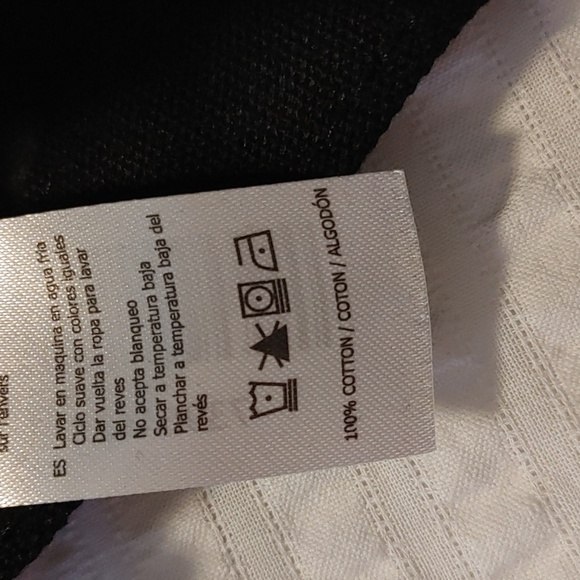 sur l'envers
ES Lavar en maquina en agua fria
Ciclo suave con colores iguales
Dar vuelta la ropa para lavar
del reves
No acepta blanqueo
Secar a temperatura baja
Planchar a temperatura baja del
revés
100% COTTON / COTON / ALGODÓN